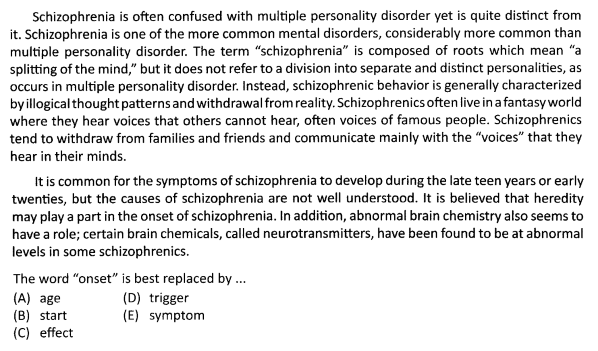 Schizophrenia is often confused with multiple personality disorder yet is quite distinct from
it. Schizophrenia is one of the more common mental disorders, considerably more common than
multiple personality disorder. The term “schizophrenia” is composed of roots which mean “a
splitting of the mind,” but it does not refer to a division into separate and distinct personalities, as
occurs in multiple personality disorder. Instead, schizophrenic behavior is generally characterized
by illogical thought patterns and withdrawal from reality. Schizophrenics often live in a fantasy world
where they hear voices that others cannot hear, often voices of famous people. Schizophrenics
tend to withdraw from families and friends and communicate mainly with the “voices” that they
hear in their minds.
It is common for the symptoms of schizophrenia to develop during the late teen years or early
twenties, but the causes of schizophrenia are not well understood. It is believed that heredity
may play a part in the onset of schizophrenia. In addition, abnormal brain chemistry also seems to
have a role; certain brain chemicals, called neurotransmitters, have been found to be at abnormal
levels in some schizophrenics.
The word “onset” is best replaced by ...
(A) age (D) trigger
(B) start (E) symptom
(C) effect